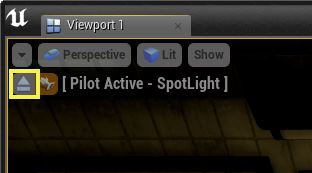 Viewport 1
Perspective Lit Show
[ Pilot Active - SpotLight ]